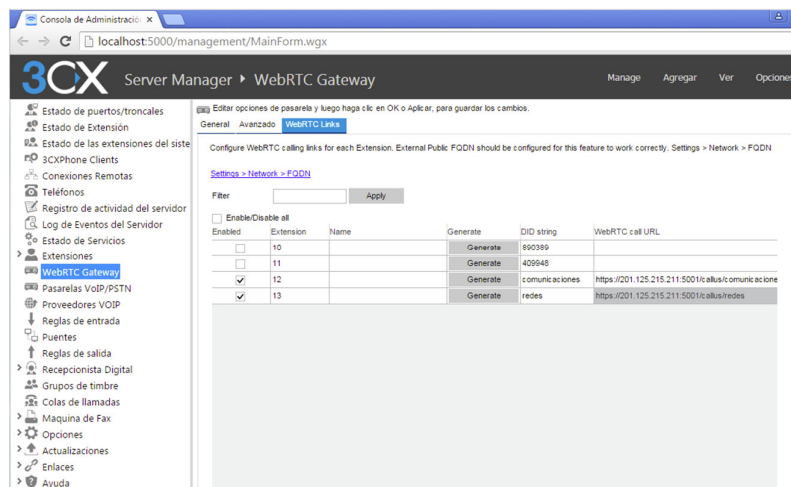 Consola de Administració
localhost:5000/management/MainForm.wgx
3CX Server Manager WebRTC Gateway Manage Agregar Ver Opciones
Estado de puertos/troncales
Estado de Extensión
Estado de las extensiones del siste
3CXPhone Clients
Conexiones Remotas
Teléfonos
Registro de actividad del servidor
Log de Eventos del Servidor
Estado de Servicios
Extensiones
WebRTC Gateway
Pasarelas VoIP/PSTN
Proveedores VOIP
Reglas de entrada
Puentes
Reglas de salida
Recepcionista Digital
Grupos de timbre
Colas de llamadas
Maquina de Fax
Opciones
Actualizaciones
Enlaces
Ayuda
Editar opciones de pasarela y luego haga clic en OK o Aplicar, para guardar los cambios.
General Avanzado WebRTC Links
Configure WebRTC calling links for each Extension. External Public FQDN should be configured for this feature to work correctly. Settings > Network > FQDN
Settings > Network > FQDN
Filter Apply
Enable/Disable all
Enabled Extension Name Generate DID string WebRTC call URL
10 Generate 890389
11 Generate 409948
12 Generate comunicaciones https://201.125.215.211:5001/callus/comunicacione
13 Generate redes https://201.125.215.211:5001/callus/redes